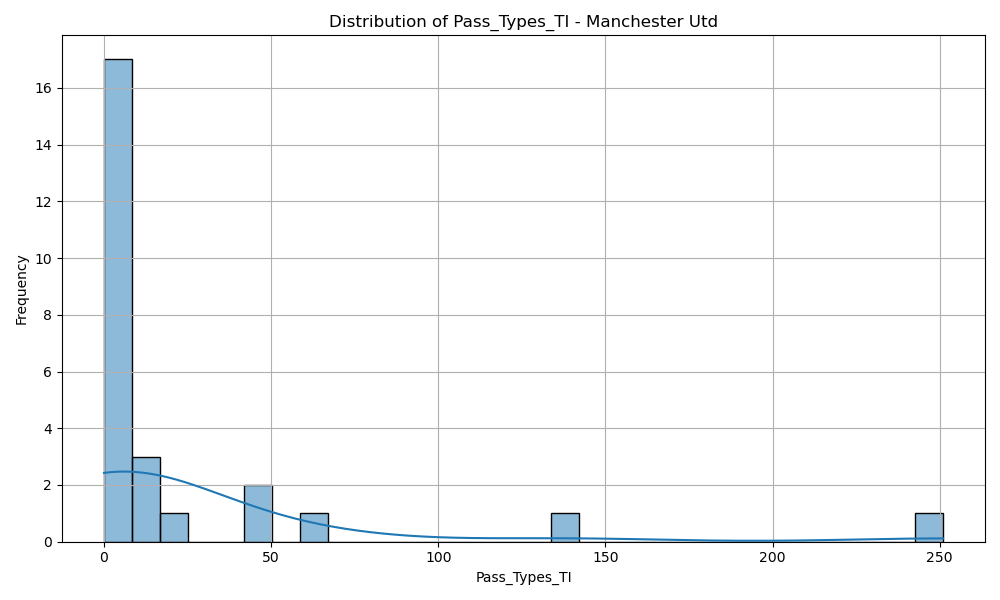 Distribution of Pass_Types_TI - Manchester Utd
Frequency
16
14
12
10
8
6
4
2
0
0 50 100 150 200 250
Pass_Types_TI